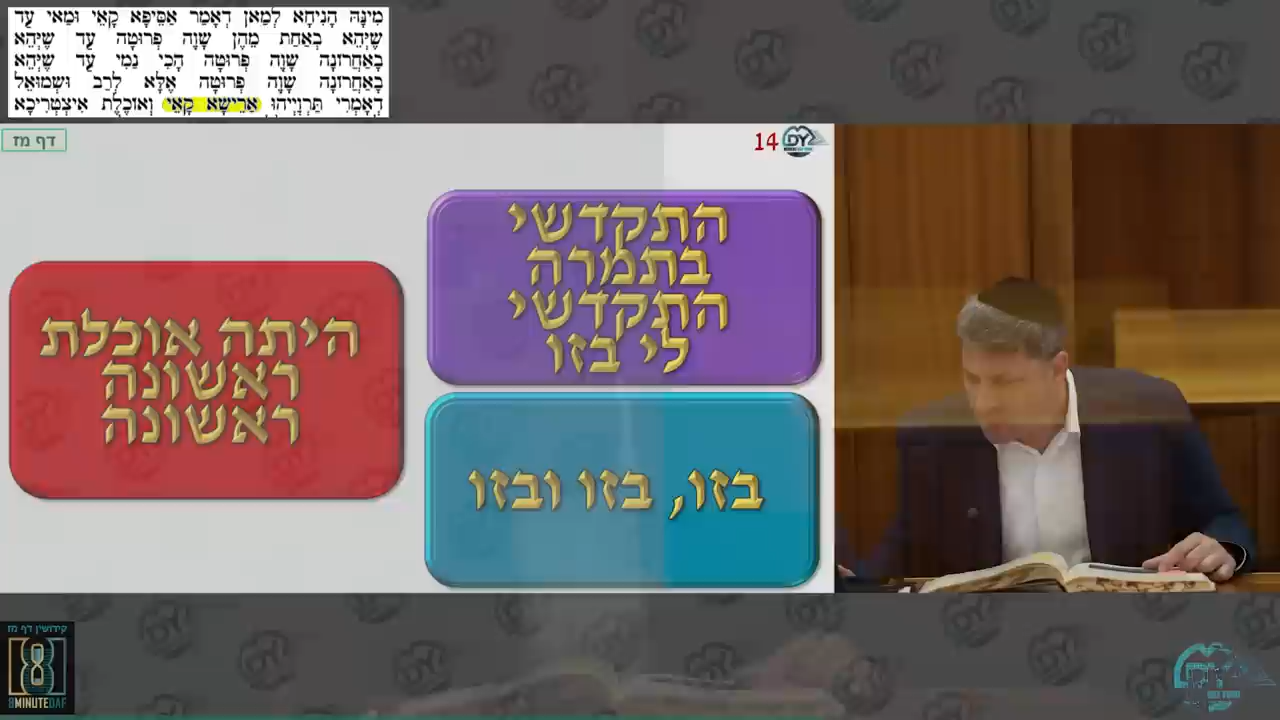 מִינַּהּ הָנִיחָא לְמַאן דְּאָמַר אַסֵּיפָא קָאֵי וּמַאי עַד
שֶׁיְּהֵא בְּאַחַת מֵהֶן שָׁוָה פְּרוּטָה עַד שֶׁיְּהֵא
בָּאַחֲרוֹנָה שָׁוָה פְּרוּטָה הָכִי נַמֵי עַד שֶׁיְּהֵא
בָּאַחֲרוֹנָה שָׁוָה פְּרוּטָה אֶלָּא לְרַב וּשְׁמוּאֵל
דְּאָמְרִי תַּרְוַיְיהוּ אַרֵישָׁא קָאֵי וְאוֹכֶלֶת אִיצְטְרִיכָא
דף מז
14
DY
התקדשי
בתמרה
התקדשי
לי בזו
היתה אוכלת
ראשונה
ראשונה
בזו, בזו ובזו
קידושין דף מז
8
8MINUTEDAF